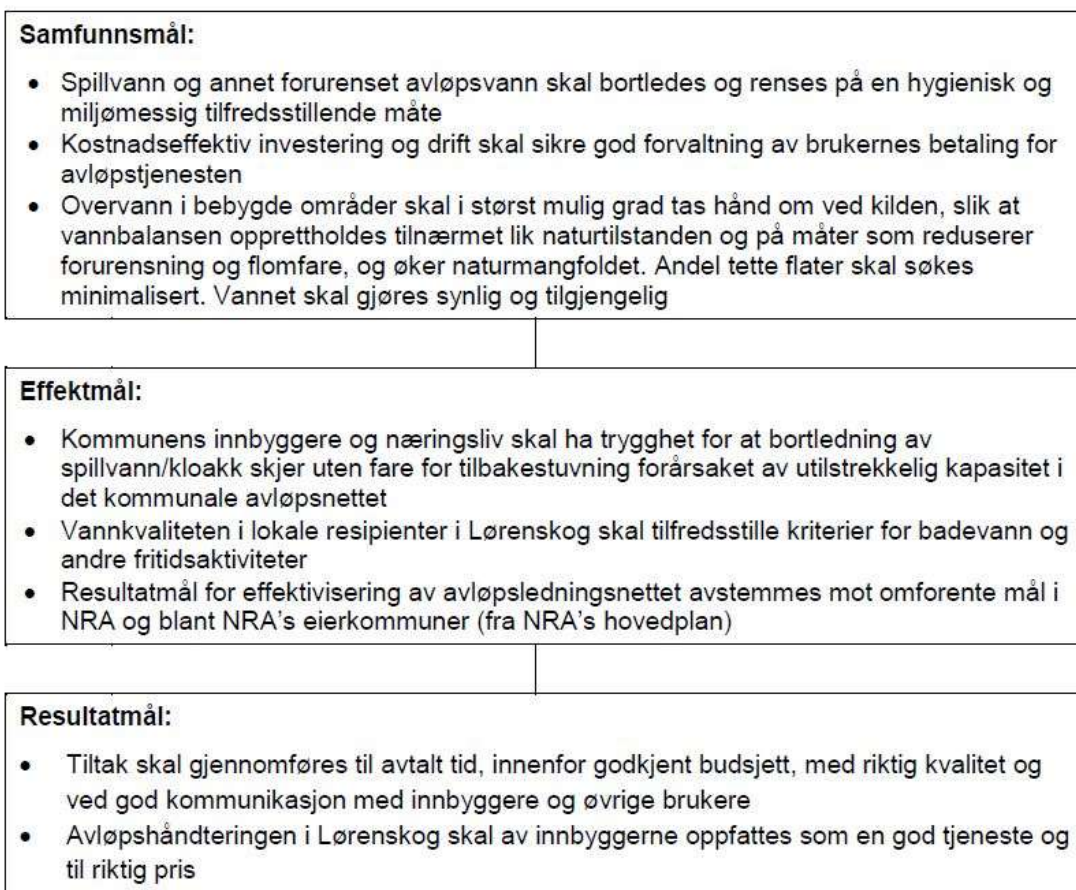 Samfunnsmål:
• Spillvann og annet forurenset avløpsvann skal bortledes og renses på en hygienisk og
miljømessig tilfredsstillende måte
• Kostnadseffektiv investering og drift skal sikre god forvaltning av brukernes betaling for
avløpstjenesten
• Overvann i bebygde områder skal i størst mulig grad tas hånd om ved kilden, slik at
vannbalansen opprettholdes tilnærmet lik naturtilstanden og på måter som reduserer
forurensning og flomfare, og øker naturmangfoldet. Andel tette flater skal søkes
minimalisert. Vannet skal gjøres synlig og tilgjengelig
Effektmål:
• Kommunens innbyggere og næringsliv skal ha trygghet for at bortledning av
spillvann/kloakk skjer uten fare for tilbakestuvning forårsaket av utilstrekkelig kapasitet i
det kommunale avløpsnettet
• Vannkvaliteten i lokale resipienter i Lørenskog skal tilfredsstille kriterier for badevann og
andre fritidsaktiviteter
• Resultatmål for effektivisering av avløpsledningsnettet avstemmes mot omforente mål i
NRA og blant NRA's eierkommuner (fra NRA's hovedplan)
Resultatmål:
• Tiltak skal gjennomføres til avtalt tid, innenfor godkjent budsjett, med riktig kvalitet og
ved god kommunikasjon med innbyggere og øvrige brukere
• Avløpshåndteringen i Lørenskog skal av innbyggerne oppfattes som en god tjeneste og
til riktig pris